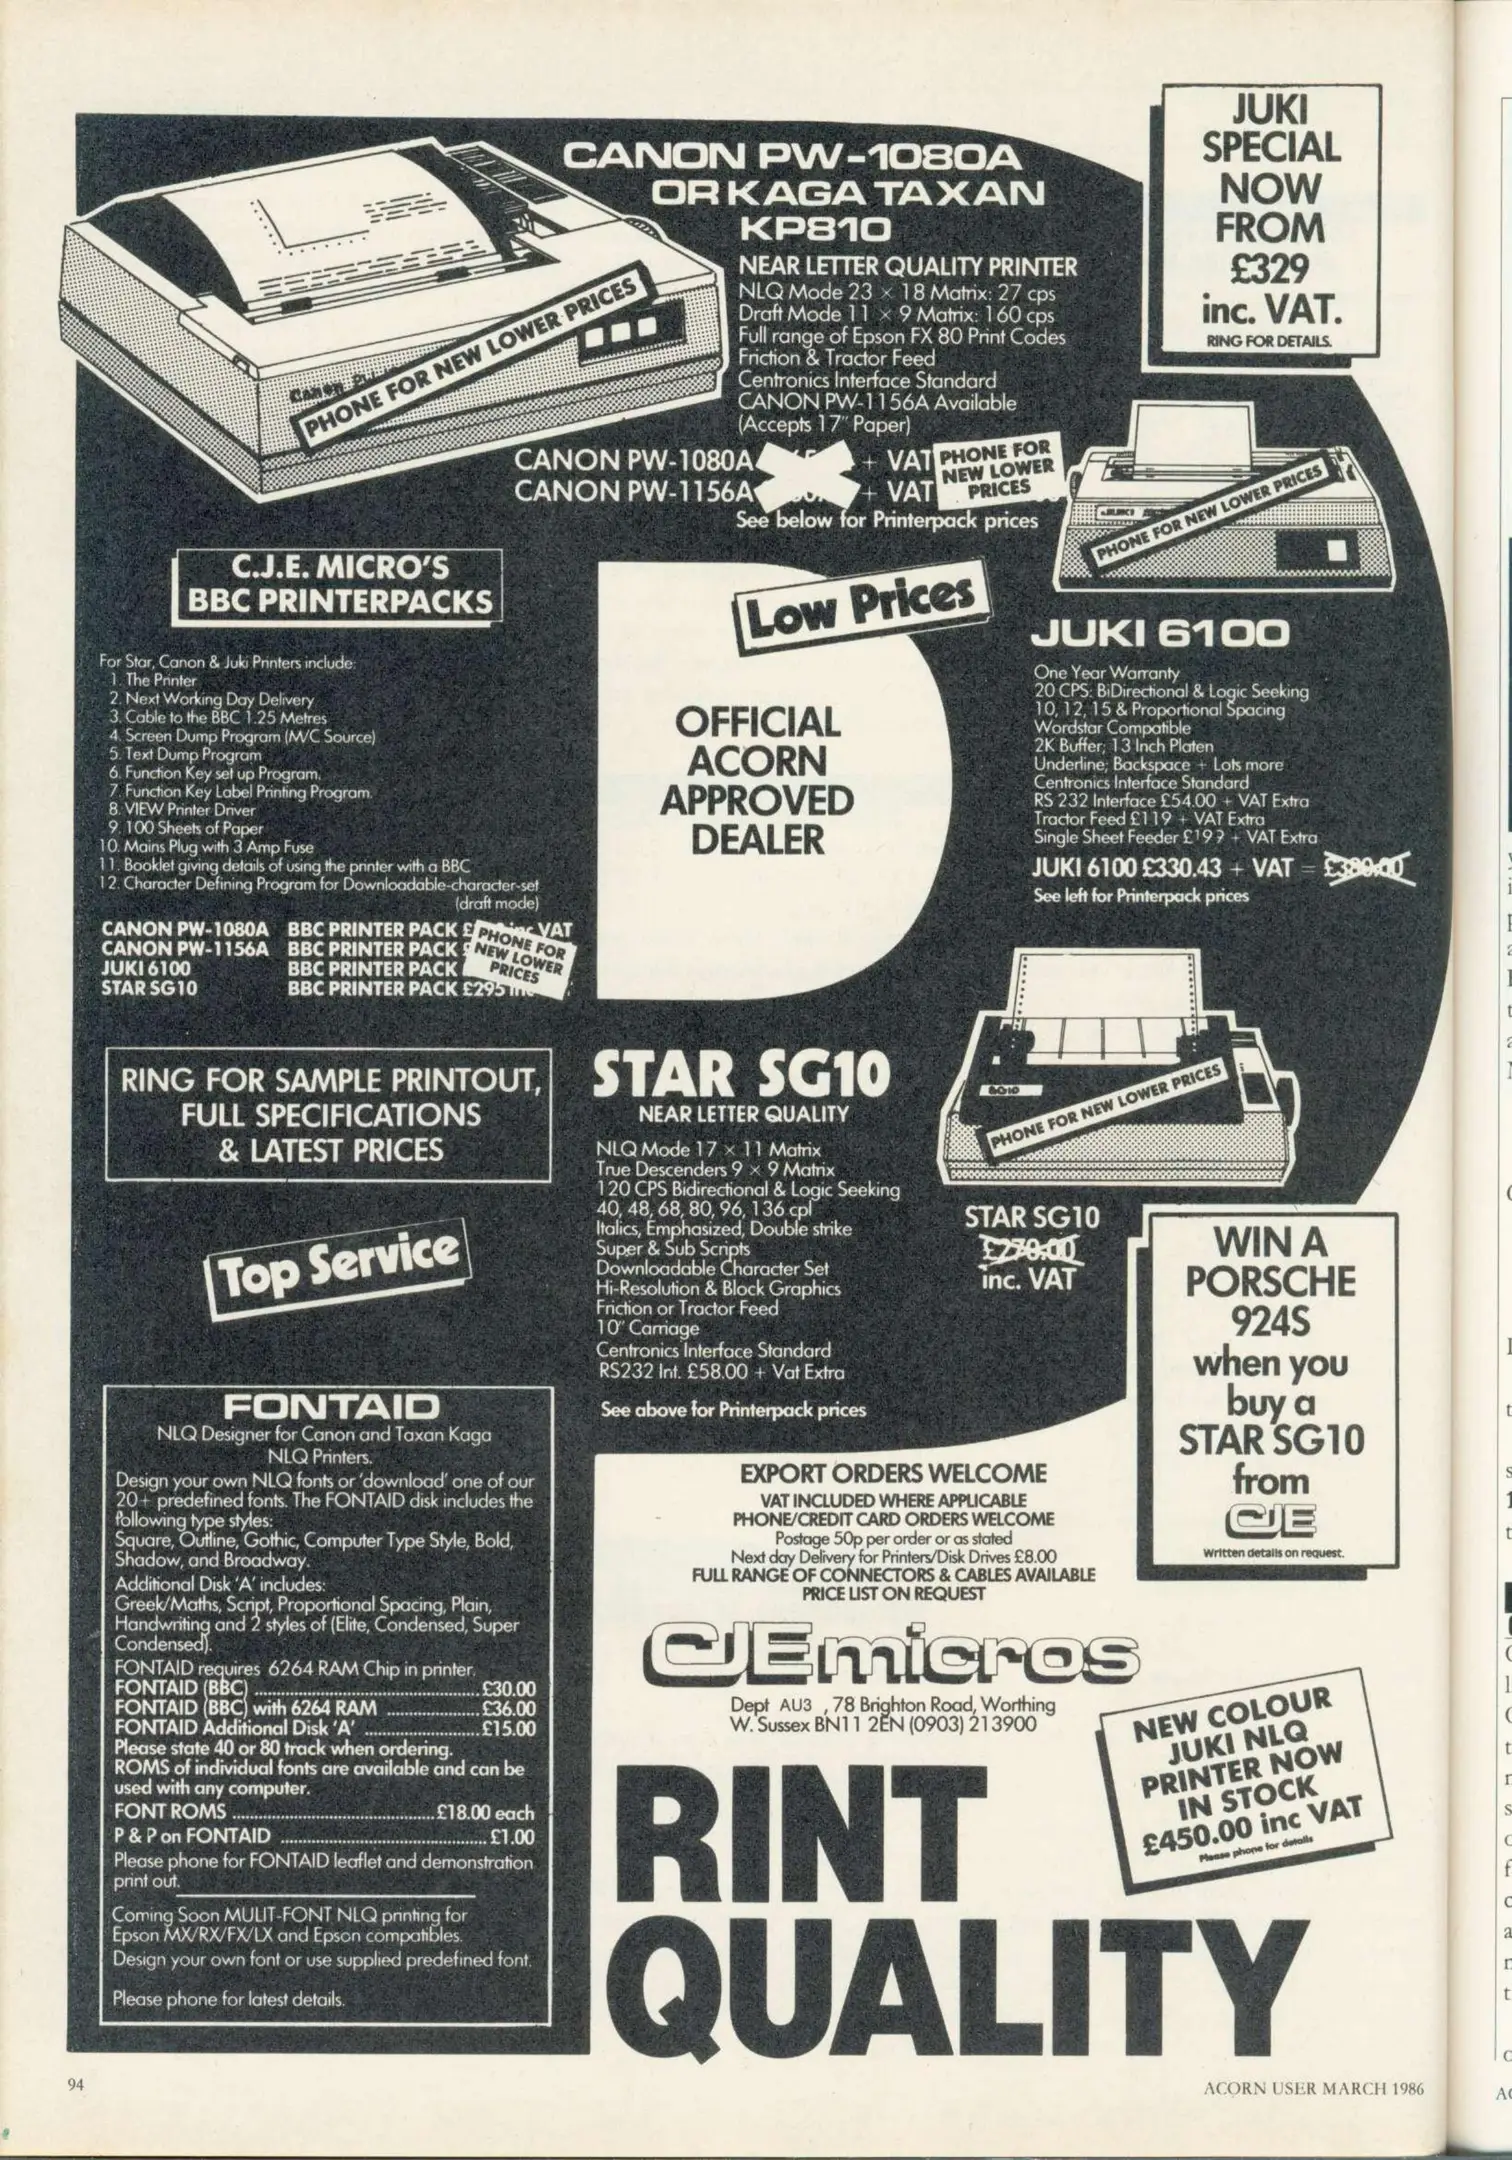 CANON PW-1080A
OR KAGA TAXAN
KP810
NEAR LETTER QUALITY PRINTER
NLQ Mode 23 × 18 Matrix: 27 cps
Draft Mode 11 × 9 Matrix: 160 cps
Full range of Epson FX 80 Print Codes
Friction & Tractor Feed
Centronics Interface Standard
CANON PW-1156A Available
(Accepts 17" Paper)
Canon
PHONE FOR NEW LOWER PRICES
CANON PW-1080A + VAT
CANON PW-1156A + VAT
PHONE FOR
NEW LOWER
PRICES
See below for Printerpack prices
JUKI
SPECIAL
NOW
FROM
£329
inc. VAT.
RING FOR DETAILS.
JUKI
PHONE FOR NEW LOWER PRICES
C.J.E. MICRO'S
BBC PRINTERPACKS
For Star, Canon & Juki Printers include:
1. The Printer
2. Next Working Day Delivery
3. Cable to the BBC 1.25 Metres
4. Screen Dump Program (M/C Source)
5. Text Dump Program
6. Function Key set up Program.
7. Function Key Label Printing Program.
8. VIEW Printer Driver
9. 100 Sheets of Paper
10. Mains Plug with 3 Amp Fuse
11. Booklet giving details of using the printer with a BBC
12. Character Defining Program for Downloadable-character-set
(draft mode)
CANON PW-1080A BBC PRINTER PACK £ VAT
CANON PW-1156A BBC PRINTER PACK
JUKI 6100 BBC PRINTER PACK
STAR SG10 BBC PRINTER PACK £295
PHONE FOR
NEW LOWER
PRICES
Low Prices
OFFICIAL
ACORN
APPROVED
DEALER
JUKI 6100
One Year Warranty
20 CPS: BiDirectional & Logic Seeking
10, 12, 15 & Proportional Spacing
Wordstar Compatible
2K Buffer; 13 Inch Platen
Underline; Backspace + Lots more
Centronics Interface Standard
RS 232 Interface £54.00 + VAT Extra
Tractor Feed £119 + VAT Extra
Single Sheet Feeder £199 + VAT Extra
JUKI 6100 £330.43 + VAT = £380.00
See left for Printerpack prices
RING FOR SAMPLE PRINTOUT,
FULL SPECIFICATIONS
& LATEST PRICES
Top Service
STAR SG10
NEAR LETTER QUALITY
NLQ Mode 17 × 11 Matrix
True Descenders 9 × 9 Matrix
120 CPS Bidirectional & Logic Seeking
40, 48, 68, 80, 96, 136 cpl
Italics, Emphasized, Double strike
Super & Sub Scripts
Downloadable Character Set
Hi-Resolution & Block Graphics
Friction or Tractor Feed
10" Carriage
Centronics Interface Standard
RS232 Int. £58.00 + Vat Extra
See above for Printerpack prices
SG10
PHONE FOR NEW LOWER PRICES
STAR SG10
£270.00
inc. VAT
WIN A
PORSCHE
924S
when you
buy a
STAR SG10
from
CJE
Written details on request.
FONTAID
NLQ Designer for Canon and Taxan Kaga
NLQ Printers.
Design your own NLQ fonts or 'download' one of our
20+ predefined fonts. The FONTAID disk includes the
following type styles:
Square, Outline, Gothic, Computer Type Style, Bold,
Shadow, and Broadway.
Additional Disk 'A' includes:
Greek/Maths, Script, Proportional Spacing, Plain,
Handwriting and 2 styles of (Elite, Condensed, Super
Condensed).
FONTAID requires 6264 RAM Chip in printer.
FONTAID (BBC) £30.00
FONTAID (BBC) with 6264 RAM £36.00
FONTAID Additional Disk 'A' £15.00
Please state 40 or 80 track when ordering.
ROMS of individual fonts are available and can be
used with any computer.
FONT ROMS £18.00 each
P & P on FONTAID £1.00
Please phone for FONTAID leaflet and demonstration
print out.
Coming Soon MULIT-FONT NLQ printing for
Epson MX/RX/FX/LX and Epson compatibles.
Design your own font or use supplied predefined font.
Please phone for latest details.
EXPORT ORDERS WELCOME
VAT INCLUDED WHERE APPLICABLE
PHONE/CREDIT CARD ORDERS WELCOME
Postage 50p per order or as stated
Next day Delivery for Printers/Disk Drives £8.00
FULL RANGE OF CONNECTORS & CABLES AVAILABLE
PRICE LIST ON REQUEST
CJE micros
Dept AU3 , 78 Brighton Road, Worthing
W. Sussex BN11 2EN (0903) 213900
NEW COLOUR
JUKI NLQ
PRINTER NOW
IN STOCK
£450.00 inc VAT
Please phone for details
RINT
QUALITY
94
ACORN USER MARCH 1986